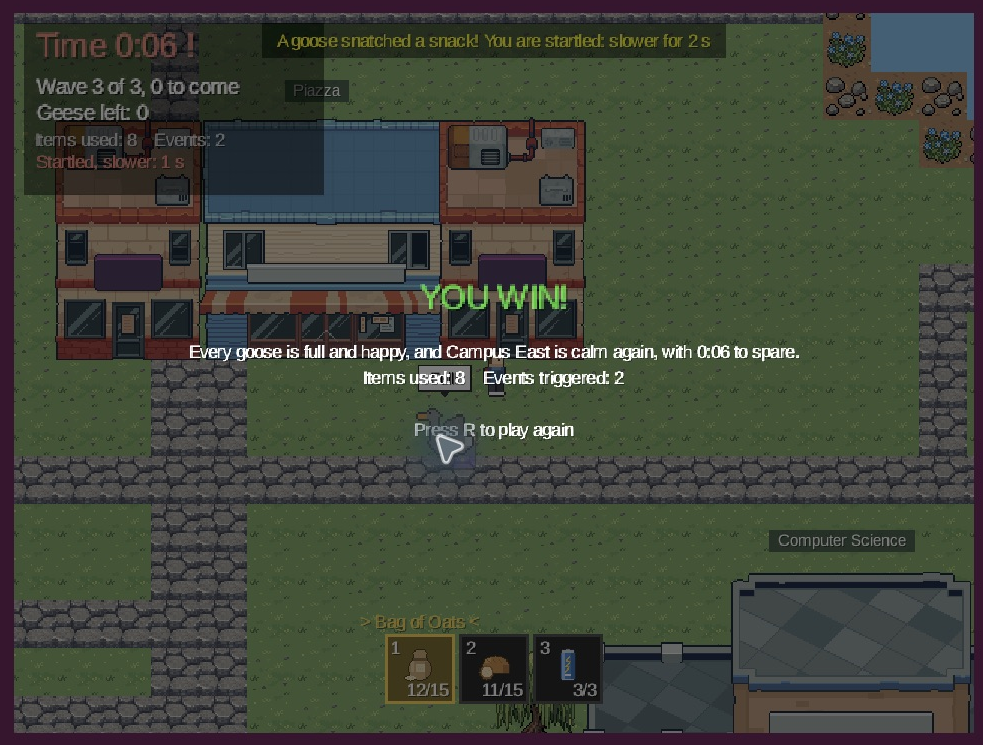 Time 0:06 !
A goose snatched a snack! You are startled: slower for 2 s
Wave 3 of 3, 0 to come
Piazza
Geese left: 0
Items used: 8 Events: 2
Startled, slower: 1 s
YOU WIN!
Every goose is full and happy, and Campus East is calm again, with 0:06 to spare.
Items used: 8 Events triggered: 2
Press R to play again
Computer Science
> Bag of Oats <
1 2 3
12/15 11/15 3/3